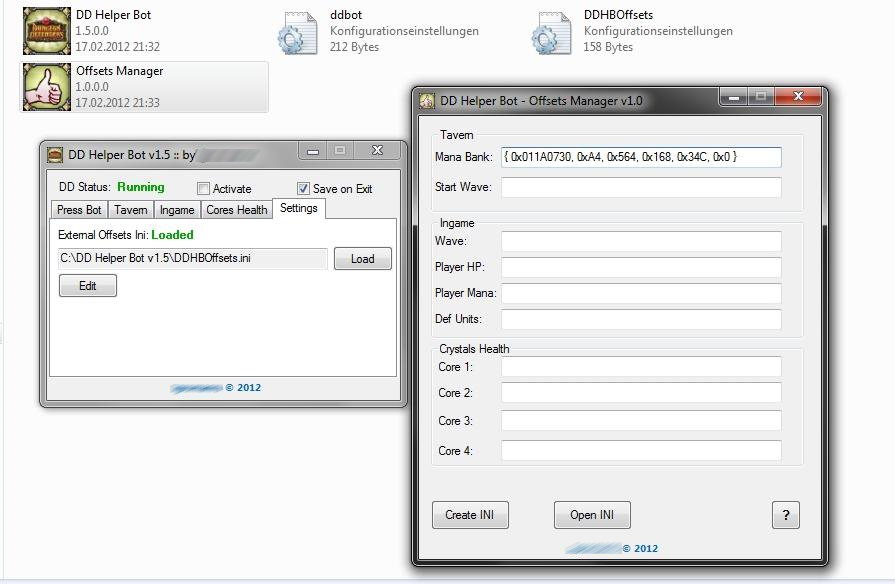 DD Helper Bot
1.5.0.0
17.02.2012 21:32
ddbot
Konfigurationseinstellungen
212 Bytes
DDHBOffsets
Konfigurationseinstellungen
158 Bytes
Offsets Manager
1.0.0.0
17.02.2012 21:33
DD Helper Bot v1.5 :: by
DD Status: Running
Activate
Save on Exit
Press Bot
Tavern
Ingame
Cores Health
Settings
External Offsets Ini: Loaded
C:\DD Helper Bot v1.5\DDHBOffsets.ini
Load
Edit
© 2012
DD Helper Bot - Offsets Manager v1.0
Tavern
Mana Bank: { 0x011A0730, 0xA4, 0x564, 0x168, 0x34C, 0x0 }
Start Wave:
Ingame
Wave:
Player HP:
Player Mana:
Def Units:
Crystals Health
Core 1:
Core 2:
Core 3:
Core 4:
Create INI
Open INI
?
© 2012